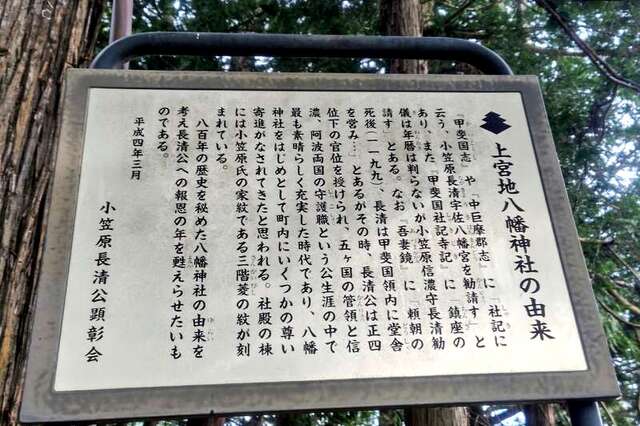 上宮地八幡神社の由来
『甲斐国志』や『中巨摩郡志』に「社記に
云う、小笠原長清宇佐八幡宮を勧請す」と
あり、また『甲斐国社記寺記』に「鎮座の
儀は年暦は判らないが小笠原信濃守長清勧
請す」とある。なお『吾妻鏡』に「頼朝の
死後(一一九九)、長清は甲斐国領内に堂舎
を営み…」とあるがその時、長清公は正四
位下の官位を授けられ、五ヶ国の管領と信
濃、阿波両国の守護職という公生涯の中で
最も素晴らしく充実した時代であり、八幡
神社をはじめとして町内にいくつかの尊い
寄進がなされてきたと思われる。社殿の棟
には小笠原氏の家紋である三階菱の紋が刻
まれている。
八百年の歴史を秘めた八幡神社の由来を
考え長清公への報恩の年を甦えらせたいも
のである。
平成四年三月
小笠原長清公顕彰会